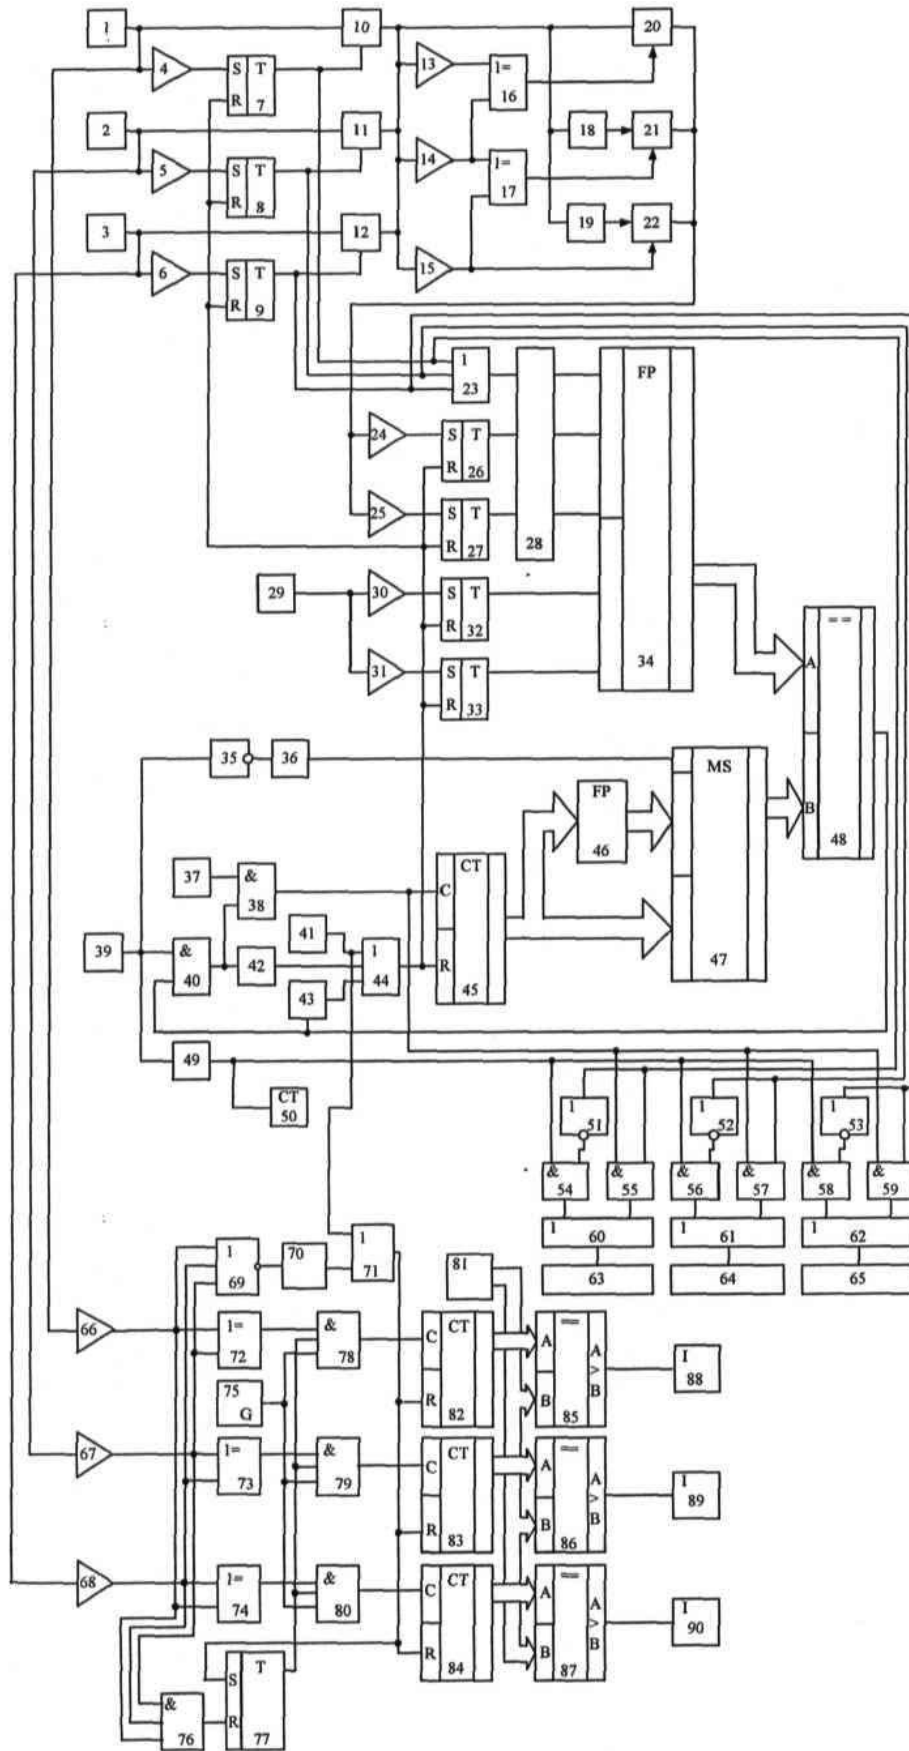 1
10
20
4
S T
R
7
13
1=
16
2
11
18
21
5
S T
R
8
14
1=
17
3
12
19
22
6
S T
R
9
15
1
23
FP
24
S T
R
26
25
S T
R
27
28
29
30
S T
R
32
31
S T
R
33
34
A
==
B
48
35
36
FP
46
MS
47
37
&
38
C
CT
R
45
39
&
40
41
42
43
1
44
49
CT
50
1
51
1
52
1
53
&
54
&
55
&
56
&
57
&
58
&
59
1
60
1
61
1
62
63
64
65
1
69
70
1
71
81
66
1=
72
&
78
C
CT
R
82
A
==
B
A
>
B
85
I
88
75
G
67
1=
73
&
79
C
CT
R
83
A
==
B
A
>
B
86
I
89
68
1=
74
&
80
C
CT
R
84
A
==
B
A
>
B
87
I
90
&
76
S
T
R
77